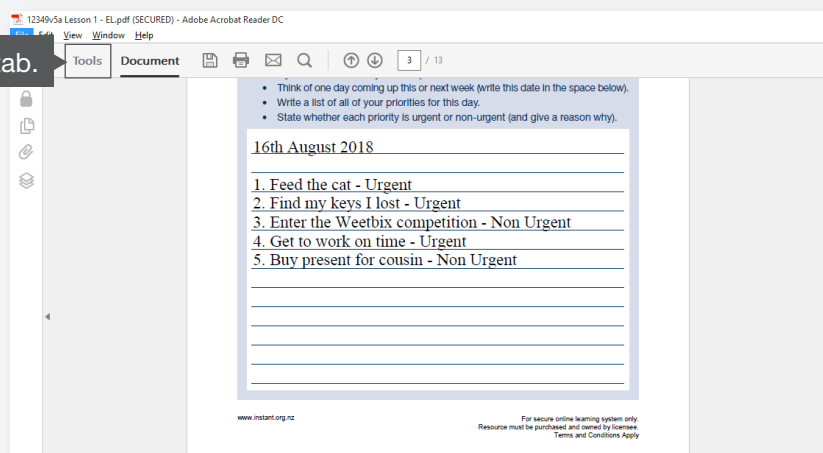 12349v5a Lesson 1 - EL.pdf (SECURED) - Adobe Acrobat Reader DC
File Edit View Window Help
ab.
Tools Document 3 / 13
• Think of one day coming up this or next week (write this date in the space below).
• Write a list of all of your priorities for this day.
• State whether each priority is urgent or non-urgent (and give a reason why).
16th August 2018
1. Feed the cat - Urgent
2. Find my keys I lost - Urgent
3. Enter the Weetbix competition - Non Urgent
4. Get to work on time - Urgent
5. Buy present for cousin - Non Urgent
www.instant.org.nz
For secure online learning system only.
Resource must be purchased and owned by licensee.
Terms and Conditions Apply